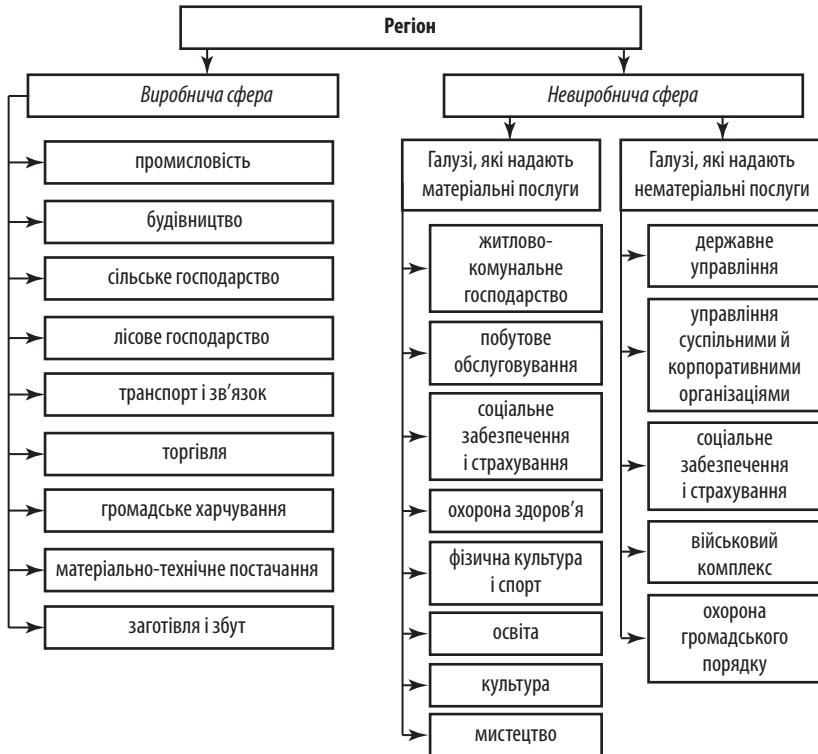 Регіон
Виробнича сфера
промисловість
будівництво
сільське господарство
лісове господарство
транспорт і зв’язок
торгівля
громадське харчування
матеріально-технічне постачання
заготівля і збут
Невиробнича сфера
Галузі, які надають
матеріальні послуги
житлово-
комунальне
господарство
побутове
обслуговування
соціальне
забезпечення
і страхування
охорона здоров’я
фізична культура
і спорт
освіта
культура
мистецтво
Галузі, які надають
нематеріальні послуги
державне
управління
управління
суспільними й
корпоративними
організаціями
соціальне
забезпечення
і страхування
військовий
комплекс
охорона
громадського
порядку